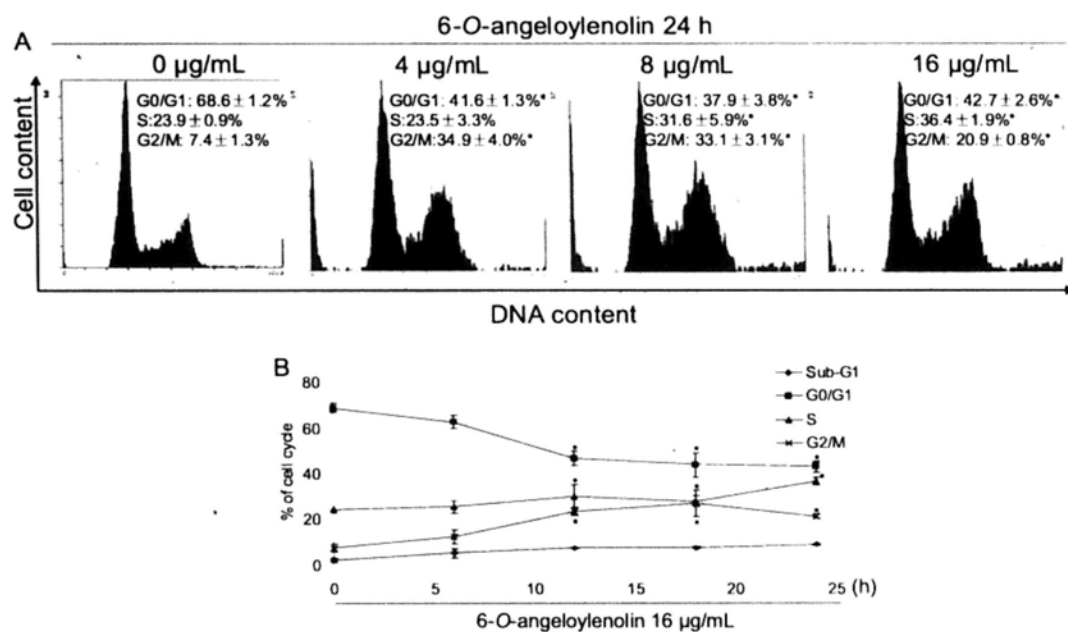 6-O-angeloylenolin 24 h
A
0 µg/mL 4 µg/mL 8 µg/mL 16 µg/mL
G0/G1: 68.6 ± 1.2%
S:23.9 ± 0.9%
G2/M: 7.4 ± 1.3%
G0/G1: 41.6 ± 1.3%*
S:23.5 ± 3.3%
G2/M:34.9 ± 4.0%*
G0/G1: 37.9 ± 3.8%*
S:31.6 ± 5.9%*
G2/M: 33.1 ± 3.1%*
G0/G1: 42.7 ± 2.6%*
S:36.4 ± 1.9%*
G2/M: 20.9 ± 0.8%*
Cell content
DNA content
B
Sub-G1
G0/G1
S
G2/M
80
60
40
20
0
% of cell cycle
0 5 10 12 15 20 25 (h)
6-O-angeloylenolin 16 µg/mL